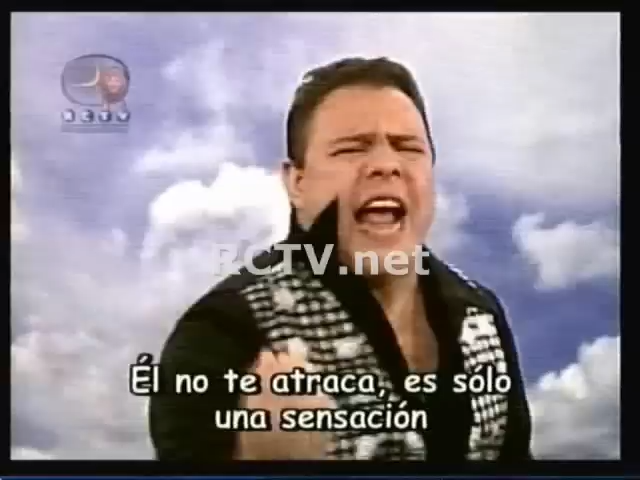 RCTV
RCTV.net
Él no te atraca, es sólo
una sensación